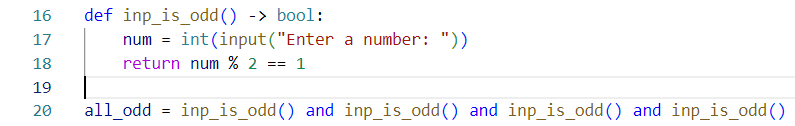 16 def inp_is_odd() -> bool:
17     num = int(input("Enter a number: "))
18     return num % 2 == 1
19
20 all_odd = inp_is_odd() and inp_is_odd() and inp_is_odd() and inp_is_odd()